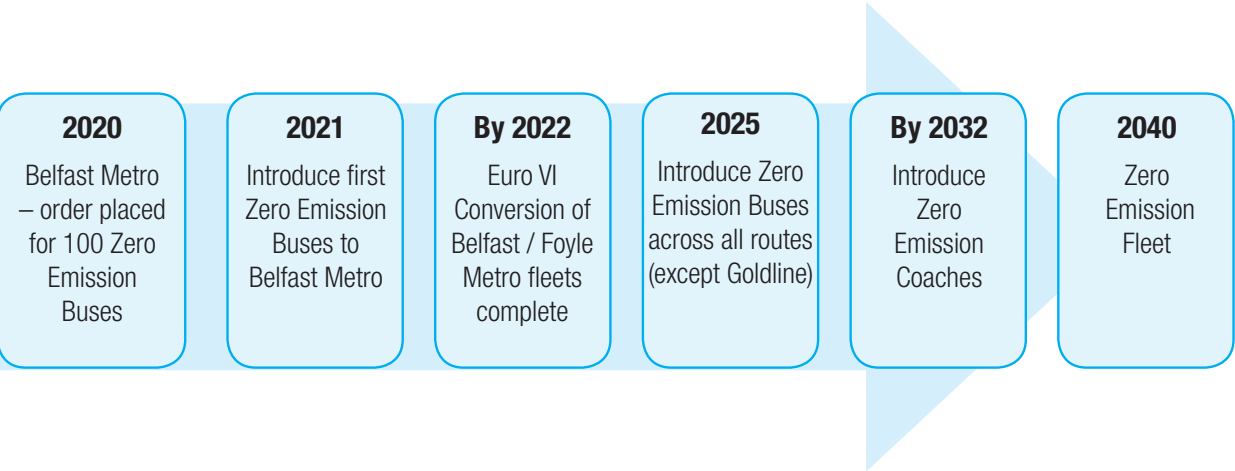 2020
Belfast Metro
– order placed
for 100 Zero
Emission
Buses
2021
Introduce first
Zero Emission
Buses to
Belfast Metro
By 2022
Euro VI
Conversion of
Belfast / Foyle
Metro fleets
complete
2025
Introduce Zero
Emission Buses
across all routes
(except Goldline)
By 2032
Introduce
Zero
Emission
Coaches
2040
Zero
Emission
Fleet